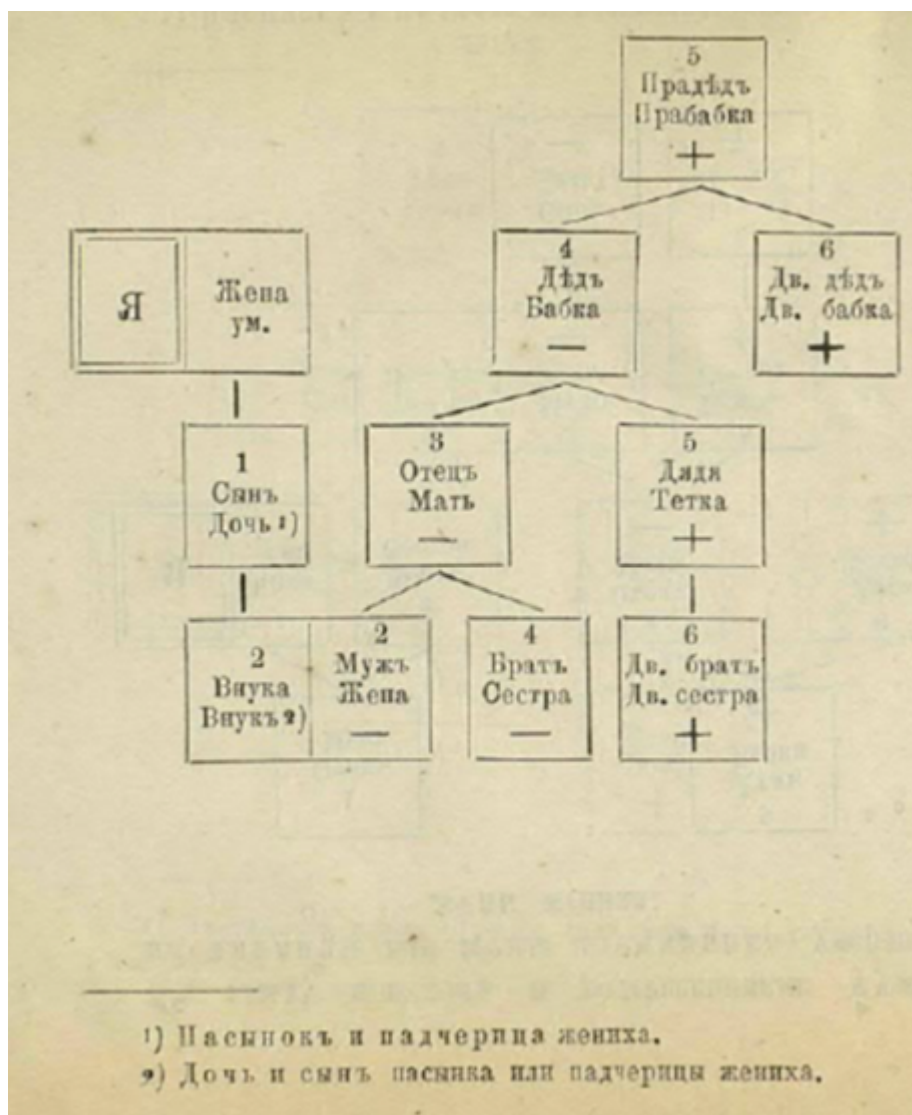 5
Прадѣдъ
Прабабка
+
Я
Жена
ум.
4
Дѣдъ
Бабка
—
6
Дв. дѣдъ
Дв. бабка
+
1
Сынъ
Дочь ¹)
3
Отецъ
Мать
—
5
Дядя
Тетка
+
2
Внука
Внукъ ²)
2
Мужъ
Жена
—
4
Братъ
Сестра
—
6
Дв. братъ
Дв. сестра
+
¹) Пасынокъ и падчерица жениха.
²) Дочь и сынъ пасынка или падчерицы жениха.